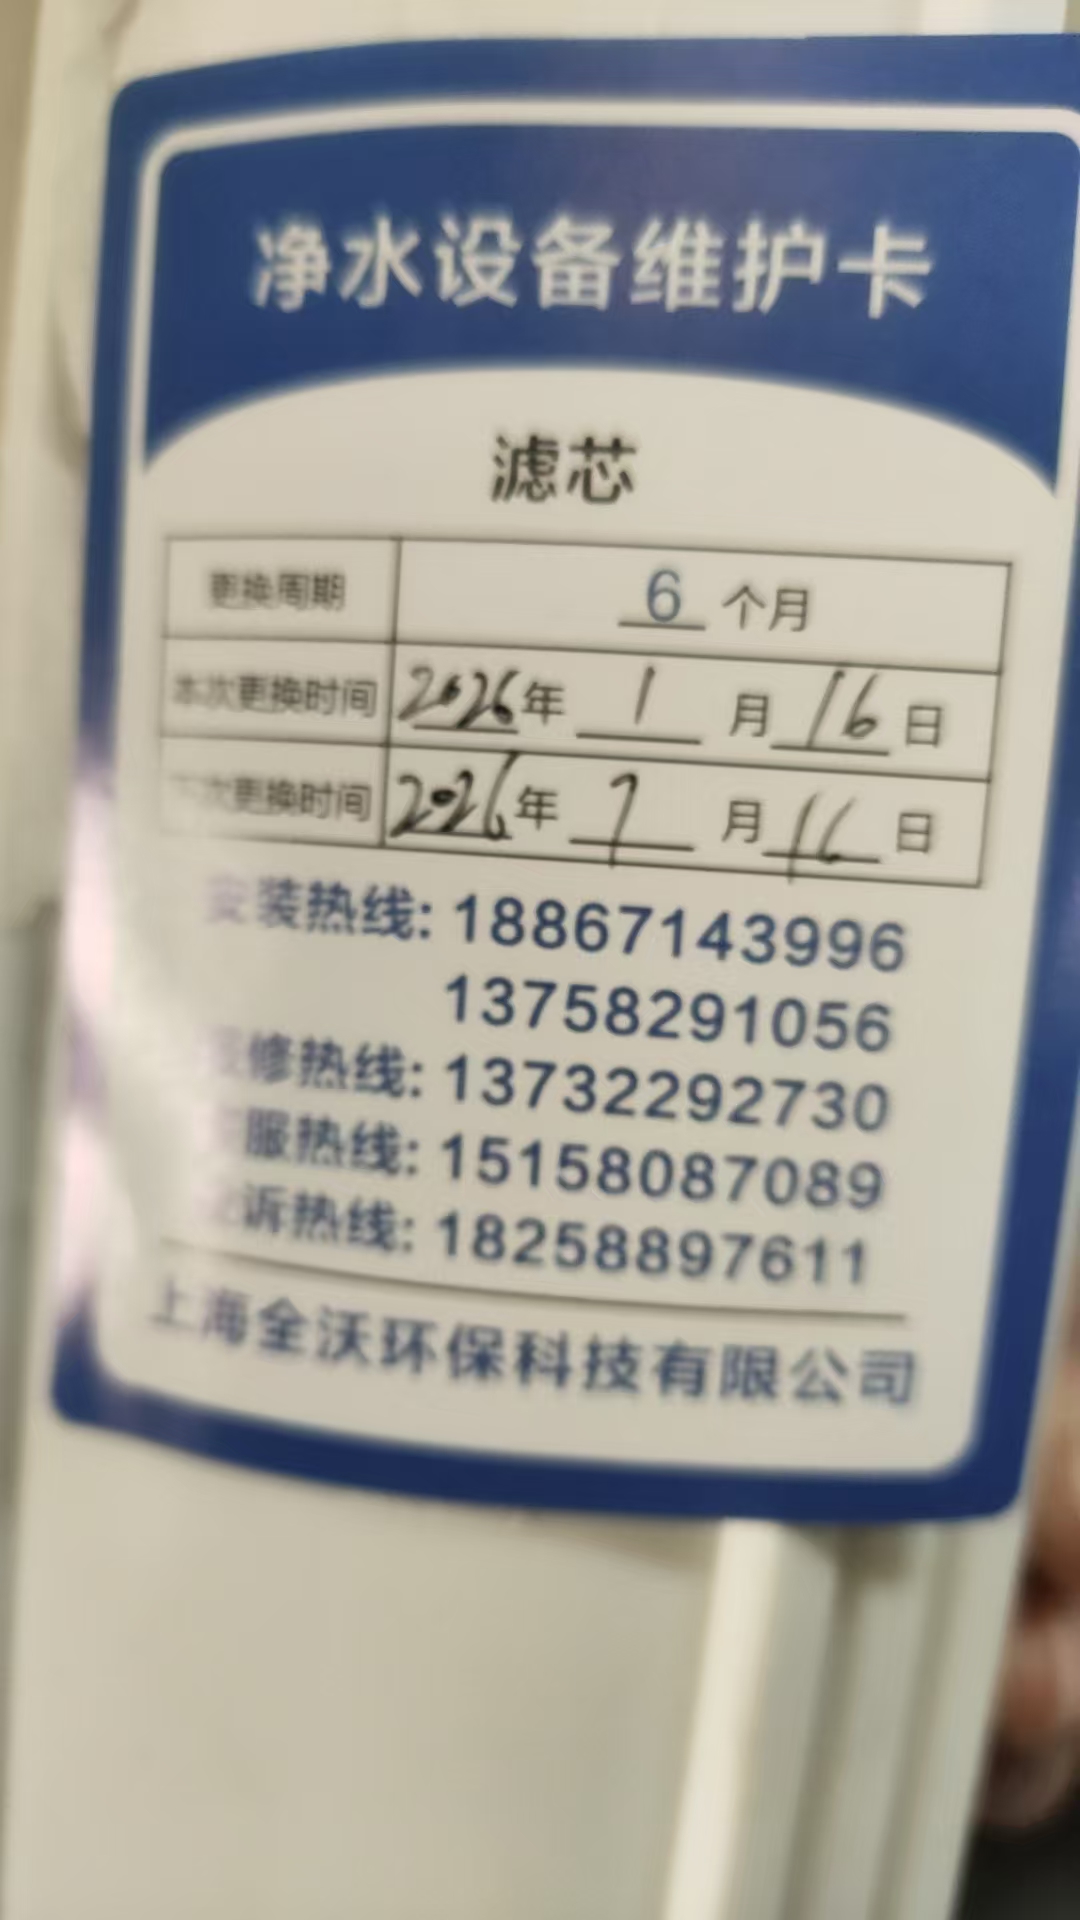 净水设备维护卡
滤芯
更换周期 6 个月
本次更换时间 2026年 1 月 16 日
下次更换时间 2026年 7 月 16 日
安装热线: 18867143996
13758291056
报修热线: 13732292730
客服热线: 15158087089
投诉热线: 18258897611
上海全沃环保科技有限公司